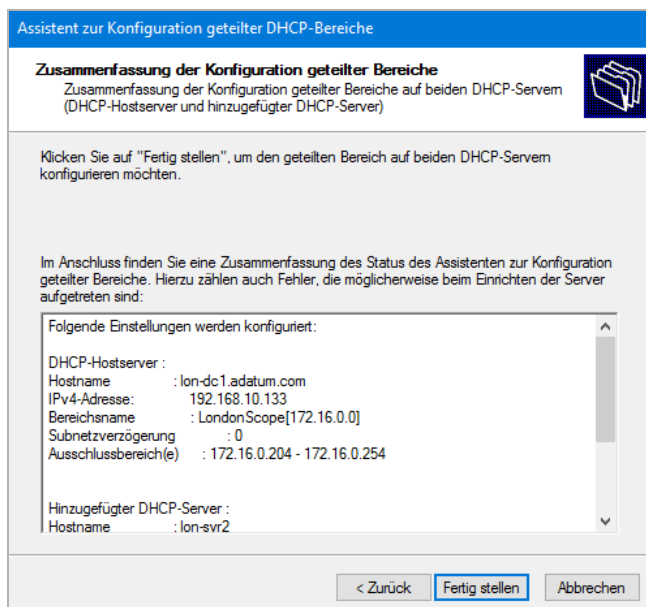 Assistent zur Konfiguration geteilter DHCP-Bereiche
Zusammenfassung der Konfiguration geteilter Bereiche
Zusammenfassung der Konfiguration geteilter Bereiche auf beiden DHCP-Servern
(DHCP-Hostserver und hinzugefügter DHCP-Server)
Klicken Sie auf "Fertig stellen", um den geteilten Bereich auf beiden DHCP-Servern
konfigurieren möchten.
Im Anschluss finden Sie eine Zusammenfassung des Status des Assistenten zur Konfiguration
geteilter Bereiche. Hierzu zählen auch Fehler, die möglicherweise beim Einrichten der Server
aufgetreten sind:
Folgende Einstellungen werden konfiguriert:
DHCP-Hostserver :
Hostname : lon-dc1.adatum.com
IPv4-Adresse: 192.168.10.133
Bereichsname : LondonScope[172.16.0.0]
Subnetzverzögerung : 0
Ausschlussbereich(e) : 172.16.0.204 - 172.16.0.254
Hinzugefügter DHCP-Server :
Hostname : lon-svr2
< Zurück Fertig stellen Abbrechen